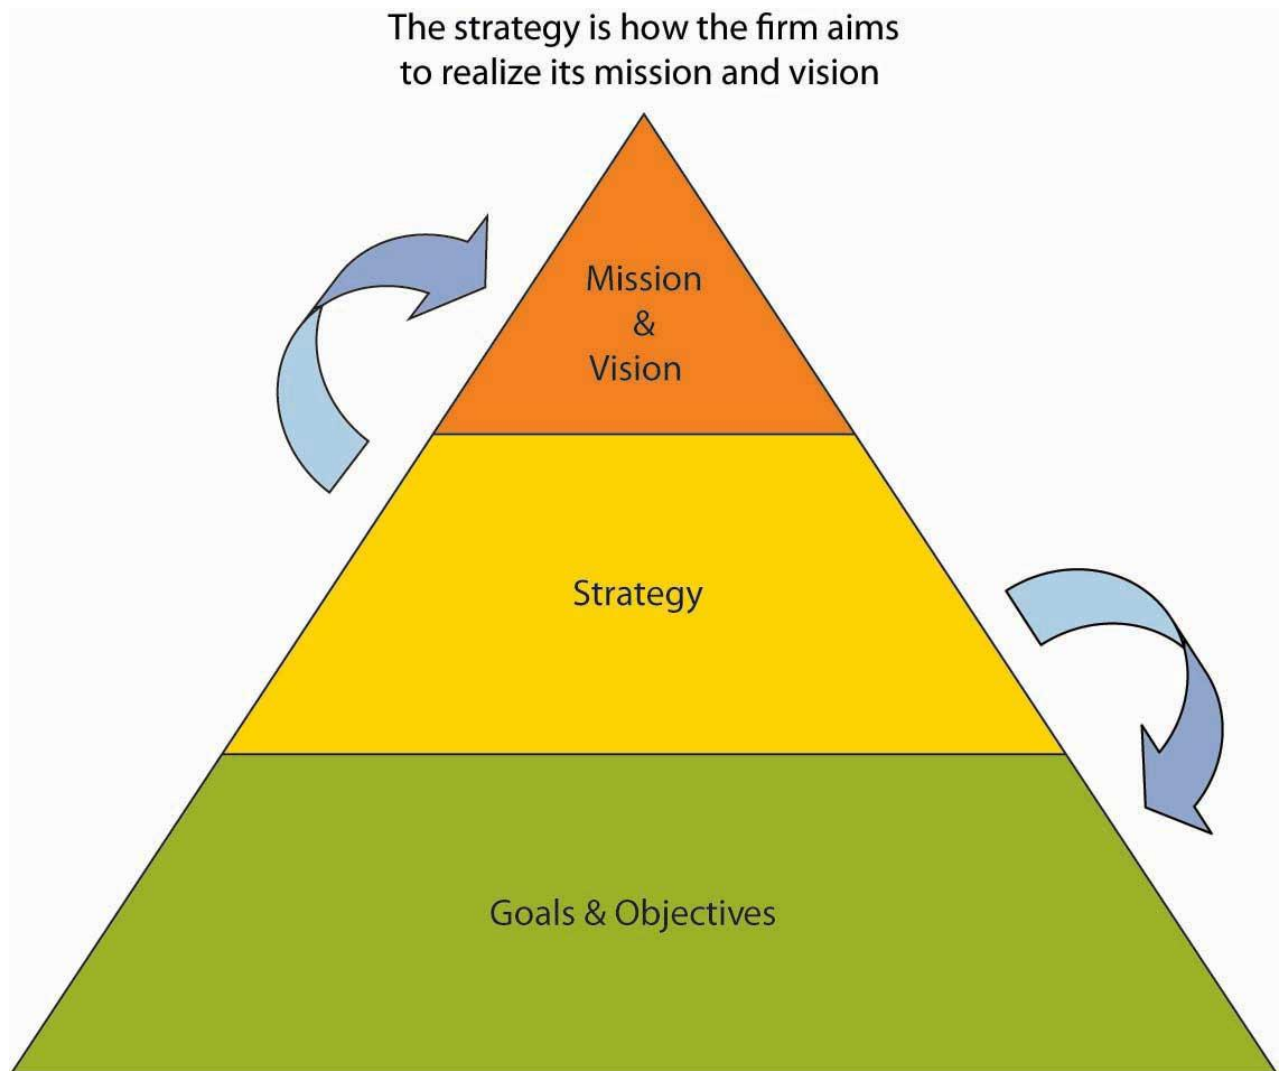 The strategy is how the firm aims
to realize its mission and vision
Mission
&
Vision
Strategy
Goals & Objectives